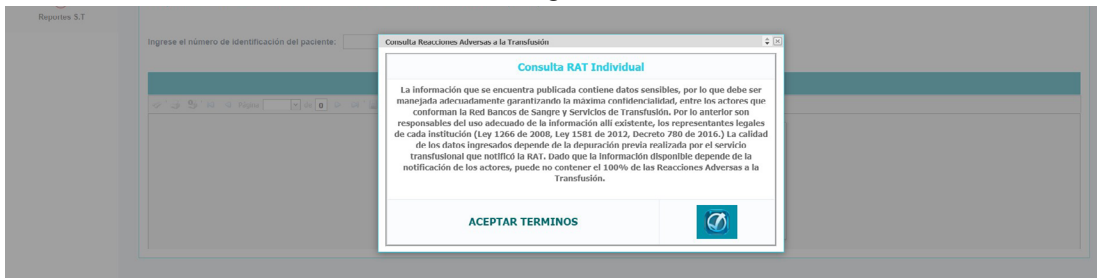 Reportes S.T
Ingrese el número de identificación del paciente:
Consulta Reacciones Adversas a la Transfusión
Consulta RAT Individual
La información que se encuentra publicada contiene datos sensibles, por lo que debe ser
manejada adecuadamente garantizando la máxima confidencialidad, entre los actores que
conforman la Red Bancos de Sangre y Servicios de Transfusión. Por lo anterior son
responsables del uso adecuado de la información allí existente, los representantes legales
de cada institución (Ley 1266 de 2008, Ley 1581 de 2012, Decreto 780 de 2016.) La calidad
de los datos ingresados depende de la depuración previa realizada por el servicio
transfusional que notificó la RAT. Dado que la información disponible depende de la
notificación de los actores, puede no contener el 100% de las Reacciones Adversas a la
Transfusión.
Página de 0
ACEPTAR TERMINOS